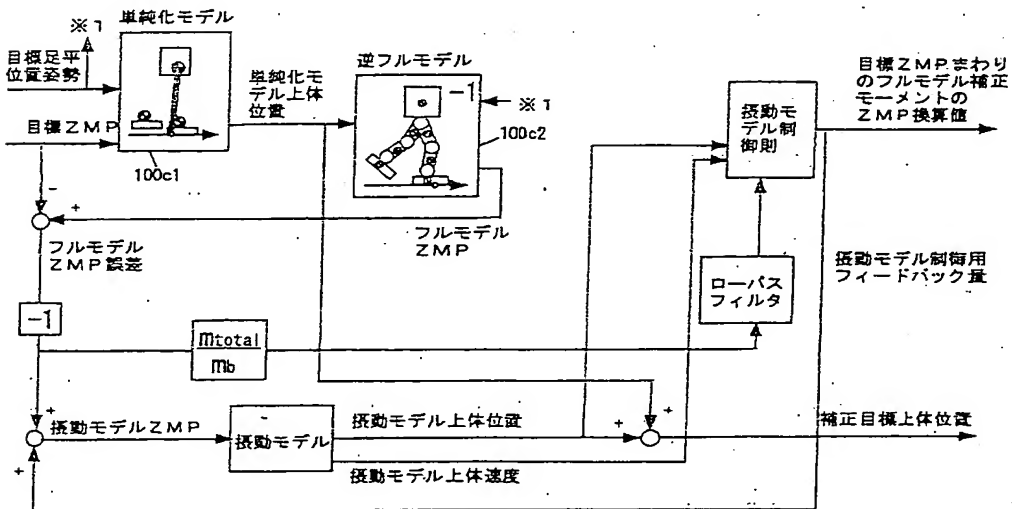 ※1
単純化モデル
目標足平
位置姿勢
目標ZMP
100c1
単純化モ
デル上体
位置
逆フルモデル
-1
※1
100c2
摂動モ
デル制
御則
目標ZMPまわり
のフルモデル補正
モーメントの
ZMP換算値
-
+
フルモデル
ZMP誤差
フルモデル
ZMP
ローパス
フィルタ
摂動モデル制御用
フィードバック量
-1
mtotal
mb
+
+
摂動モデルZMP
摂動モデル
摂動モデル上体位置
摂動モデル上体速度
+
+
補正目標上体位置